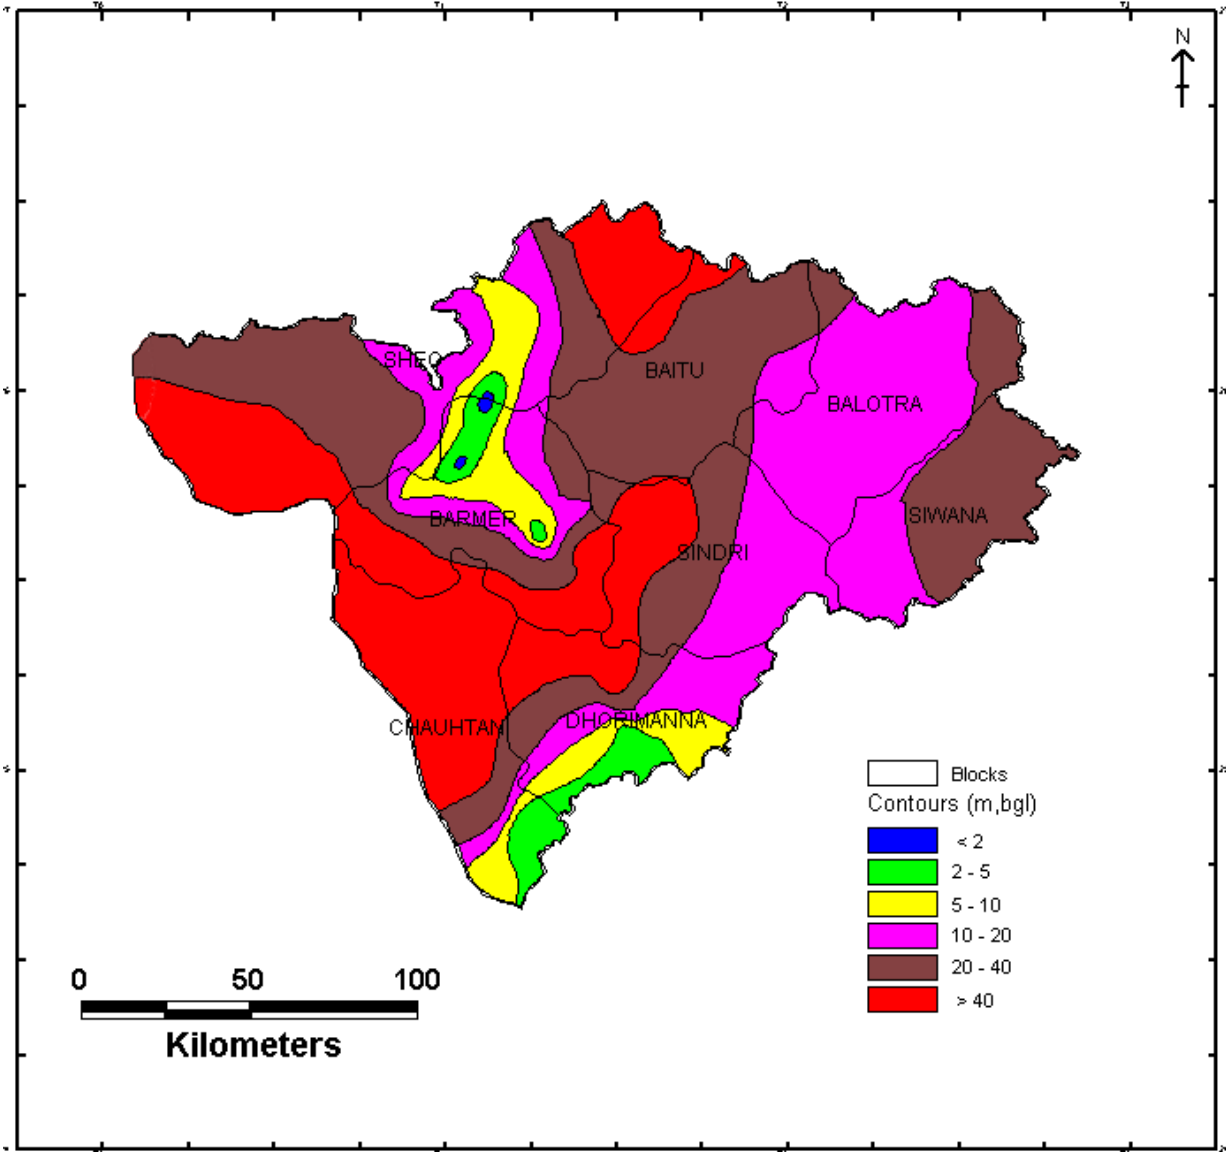 N
SHEO
BAITU
BALOTRA
SIWANA
BARMER
SINDRI
CHAUHTAN
DHORIMANNA
Blocks
Contours (m,bgl)
< 2
2 - 5
5 - 10
10 - 20
20 - 40
> 40
0 50 100
Kilometers